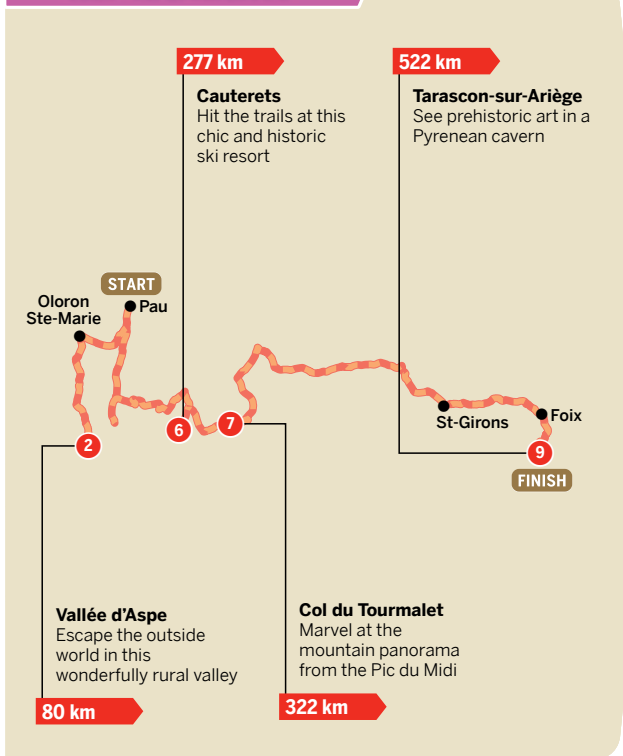 277 km
Cauterets
Hit the trails at this
chic and historic
ski resort
522 km
Tarascon-sur-Ariège
See prehistoric art in a
Pyrenean cavern
START
Pau
Oloron
Ste-Marie
2
6
7
St-Girons
Foix
9
FINISH
Vallée d'Aspe
Escape the outside
world in this
wonderfully rural valley
80 km
Col du Tourmalet
Marvel at the
mountain panorama
from the Pic du Midi
322 km